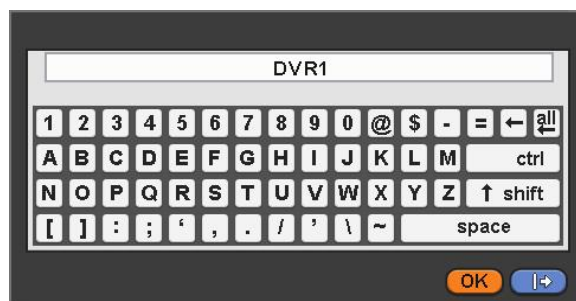 DVR1
1 2 3 4 5 6 7 8 9 0 @ $ - = ← all
A B C D E F G H I J K L M ctrl
N O P Q R S T U V W X Y Z ↑ shift
[ ] : ; ‘ , . / ’ \ ~ space
OK